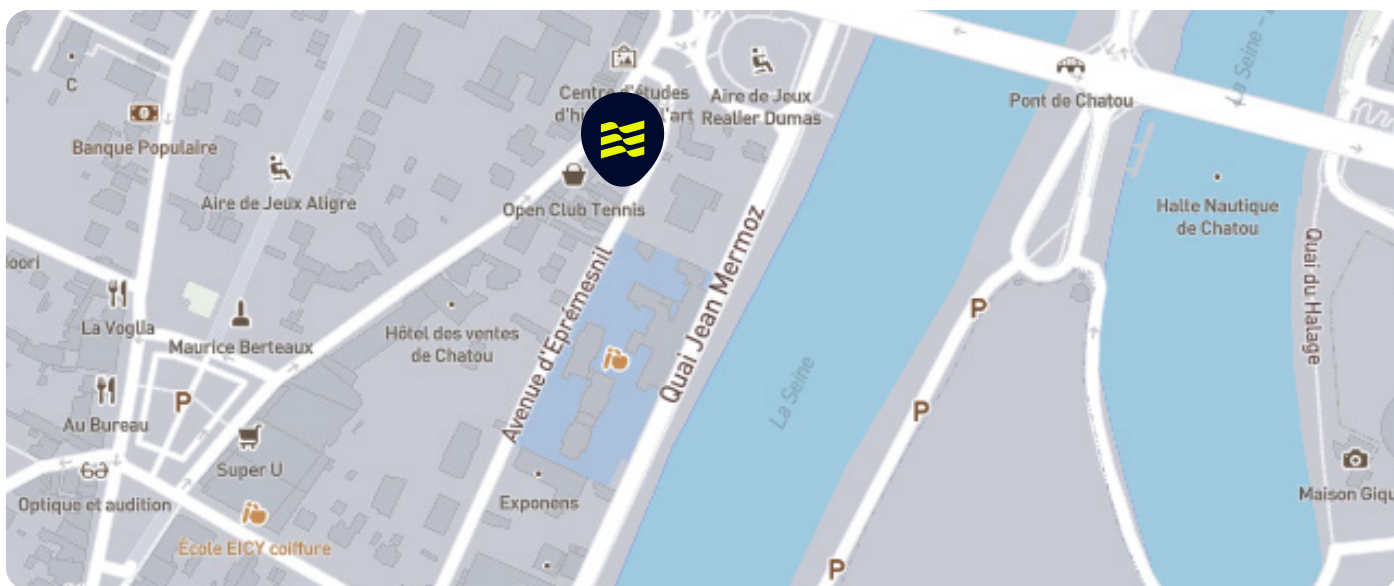 C
Banque Populaire
Aire de Jeux Aligre
Centre d'études
d'hi l'art
Aire de Jeux
Realier Dumas
Open Club Tennis
Pont de Chatou
La Seine -
Halte Nautique
de Chatou
Quai du Halage
oori
La Voglia
Maurice Berteaux
Hôtel des ventes
de Chatou
Avenue d'Eprémesnil
Quai Jean Mermoz
La Seine
P
P
P
P
Au Bureau
Super U
Optique et audition
École EICY coiffure
Exponens
Maison Giqu